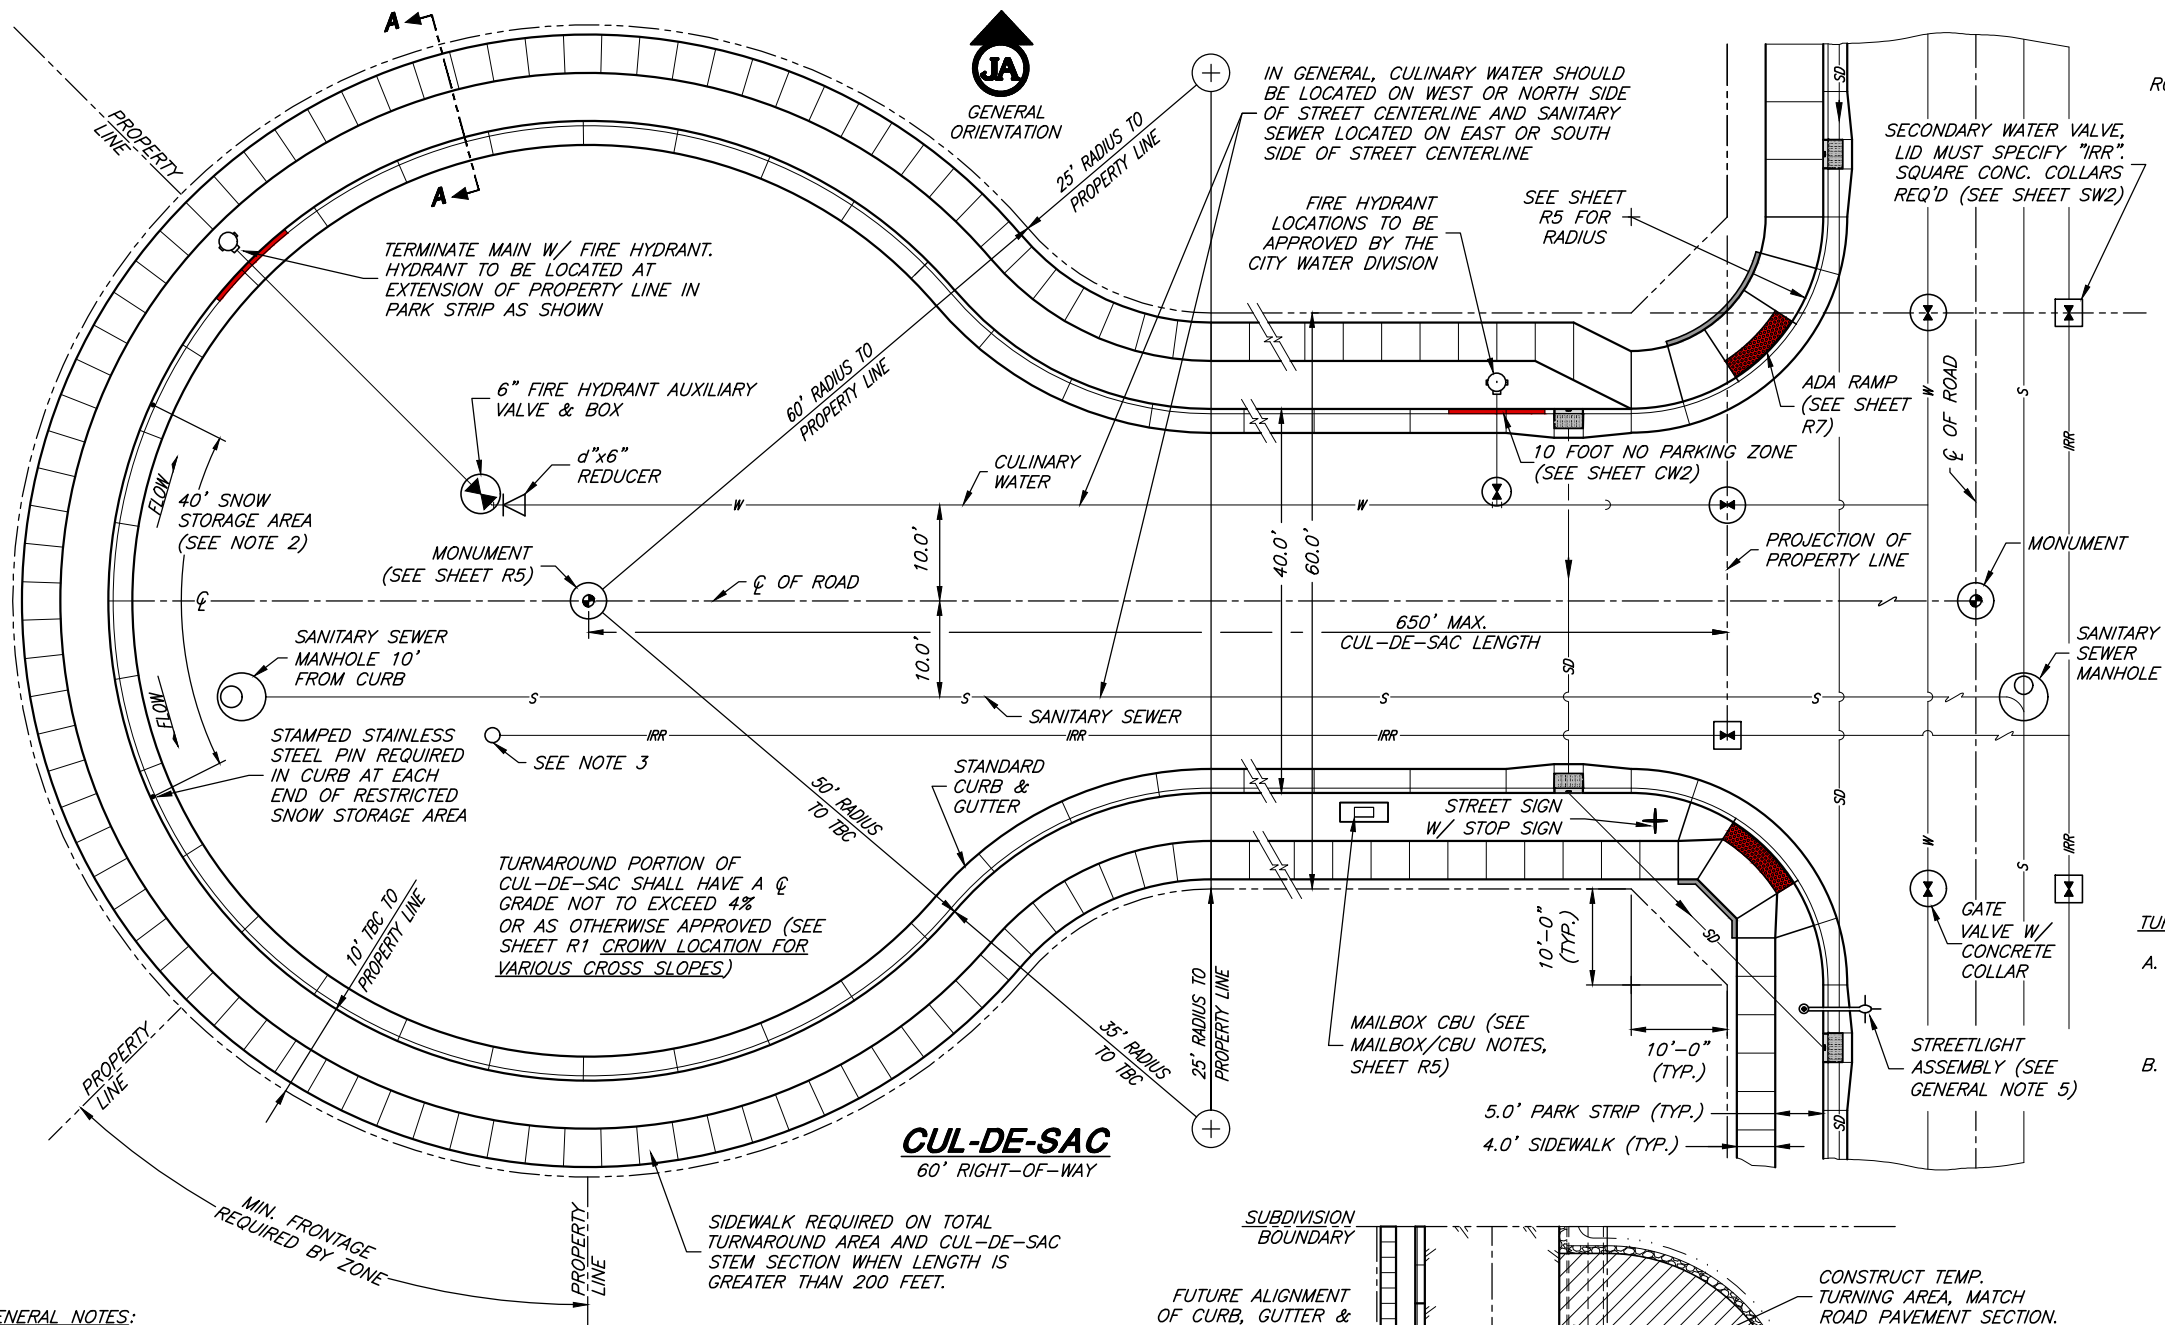 A
A
JA
GENERAL
ORIENTATION
IN GENERAL, CULINARY WATER SHOULD
BE LOCATED ON WEST OR NORTH SIDE
OF STREET CENTERLINE AND SANITARY
SEWER LOCATED ON EAST OR SOUTH
SIDE OF STREET CENTERLINE
SD
SECONDARY WATER VALVE,
LID MUST SPECIFY "IRR".
SQUARE CONC. COLLARS
REQ'D (SEE SHEET SW2)
PROPERTY
LINE
25' RADIUS TO
PROPERTY LINE
FIRE HYDRANT
LOCATIONS TO BE
APPROVED BY THE
CITY WATER DIVISION
SEE SHEET
R5 FOR
RADIUS
TERMINATE MAIN W/ FIRE HYDRANT.
HYDRANT TO BE LOCATED AT
EXTENSION OF PROPERTY LINE IN
PARK STRIP AS SHOWN
60' RADIUS TO
PROPERTY LINE
6" FIRE HYDRANT AUXILIARY
VALVE & BOX
d"x6"
REDUCER
CULINARY
WATER
10 FOOT NO PARKING ZONE
(SEE SHEET CW2)
ADA RAMP
(SEE SHEET
R7)
℄ OF ROAD
W
S
IRR
FLOW
40' SNOW
STORAGE AREA
(SEE NOTE 2)
W
W
10.0'
40.0'
60.0'
PROJECTION OF
PROPERTY LINE
MONUMENT
MONUMENT
(SEE SHEET R5)
℄ OF ROAD
℄
650' MAX.
CUL-DE-SAC LENGTH
SD
10.0'
SANITARY SEWER
MANHOLE 10'
FROM CURB
SANITARY
SEWER
MANHOLE
S
S
S
S
SANITARY SEWER
FLOW
IRR
IRR
IRR
SEE NOTE 3
STAMPED STAINLESS
STEEL PIN REQUIRED
IN CURB AT EACH
END OF RESTRICTED
SNOW STORAGE AREA
50' RADIUS
TO TBC
STANDARD
CURB &
GUTTER
STREET SIGN
W/ STOP SIGN
SD
W
S
IRR
TURNAROUND PORTION OF
CUL-DE-SAC SHALL HAVE A ℄
GRADE NOT TO EXCEED 4%
OR AS OTHERWISE APPROVED (SEE
SHEET R1 CROWN LOCATION FOR
VARIOUS CROSS SLOPES)
10' TBC TO
PROPERTY LINE
10'-0"
(TYP.)
SD
GATE
VALVE W/
CONCRETE
COLLAR
TUR
A.
35' RADIUS
TO TBC
25' RADIUS TO
PROPERTY LINE
MAILBOX CBU (SEE
MAILBOX/CBU NOTES,
SHEET R5)
10'-0"
(TYP.)
STREETLIGHT
ASSEMBLY (SEE
GENERAL NOTE 5)
B.
PROPERTY
LINE
5.0' PARK STRIP (TYP.)
SD
4.0' SIDEWALK (TYP.)
CUL-DE-SAC
60' RIGHT-OF-WAY
MIN. FRONTAGE
REQUIRED BY ZONE
PROPERTY
LINE
SIDEWALK REQUIRED ON TOTAL
TURNAROUND AREA AND CUL-DE-SAC
STEM SECTION WHEN LENGTH IS
GREATER THAN 200 FEET.
SUBDIVISION
BOUNDARY
FUTURE ALIGNMENT
OF CURB, GUTTER &
CONSTRUCT TEMP.
TURNING AREA, MATCH
ROAD PAVEMENT SECTION.
ENERAL NOTES: